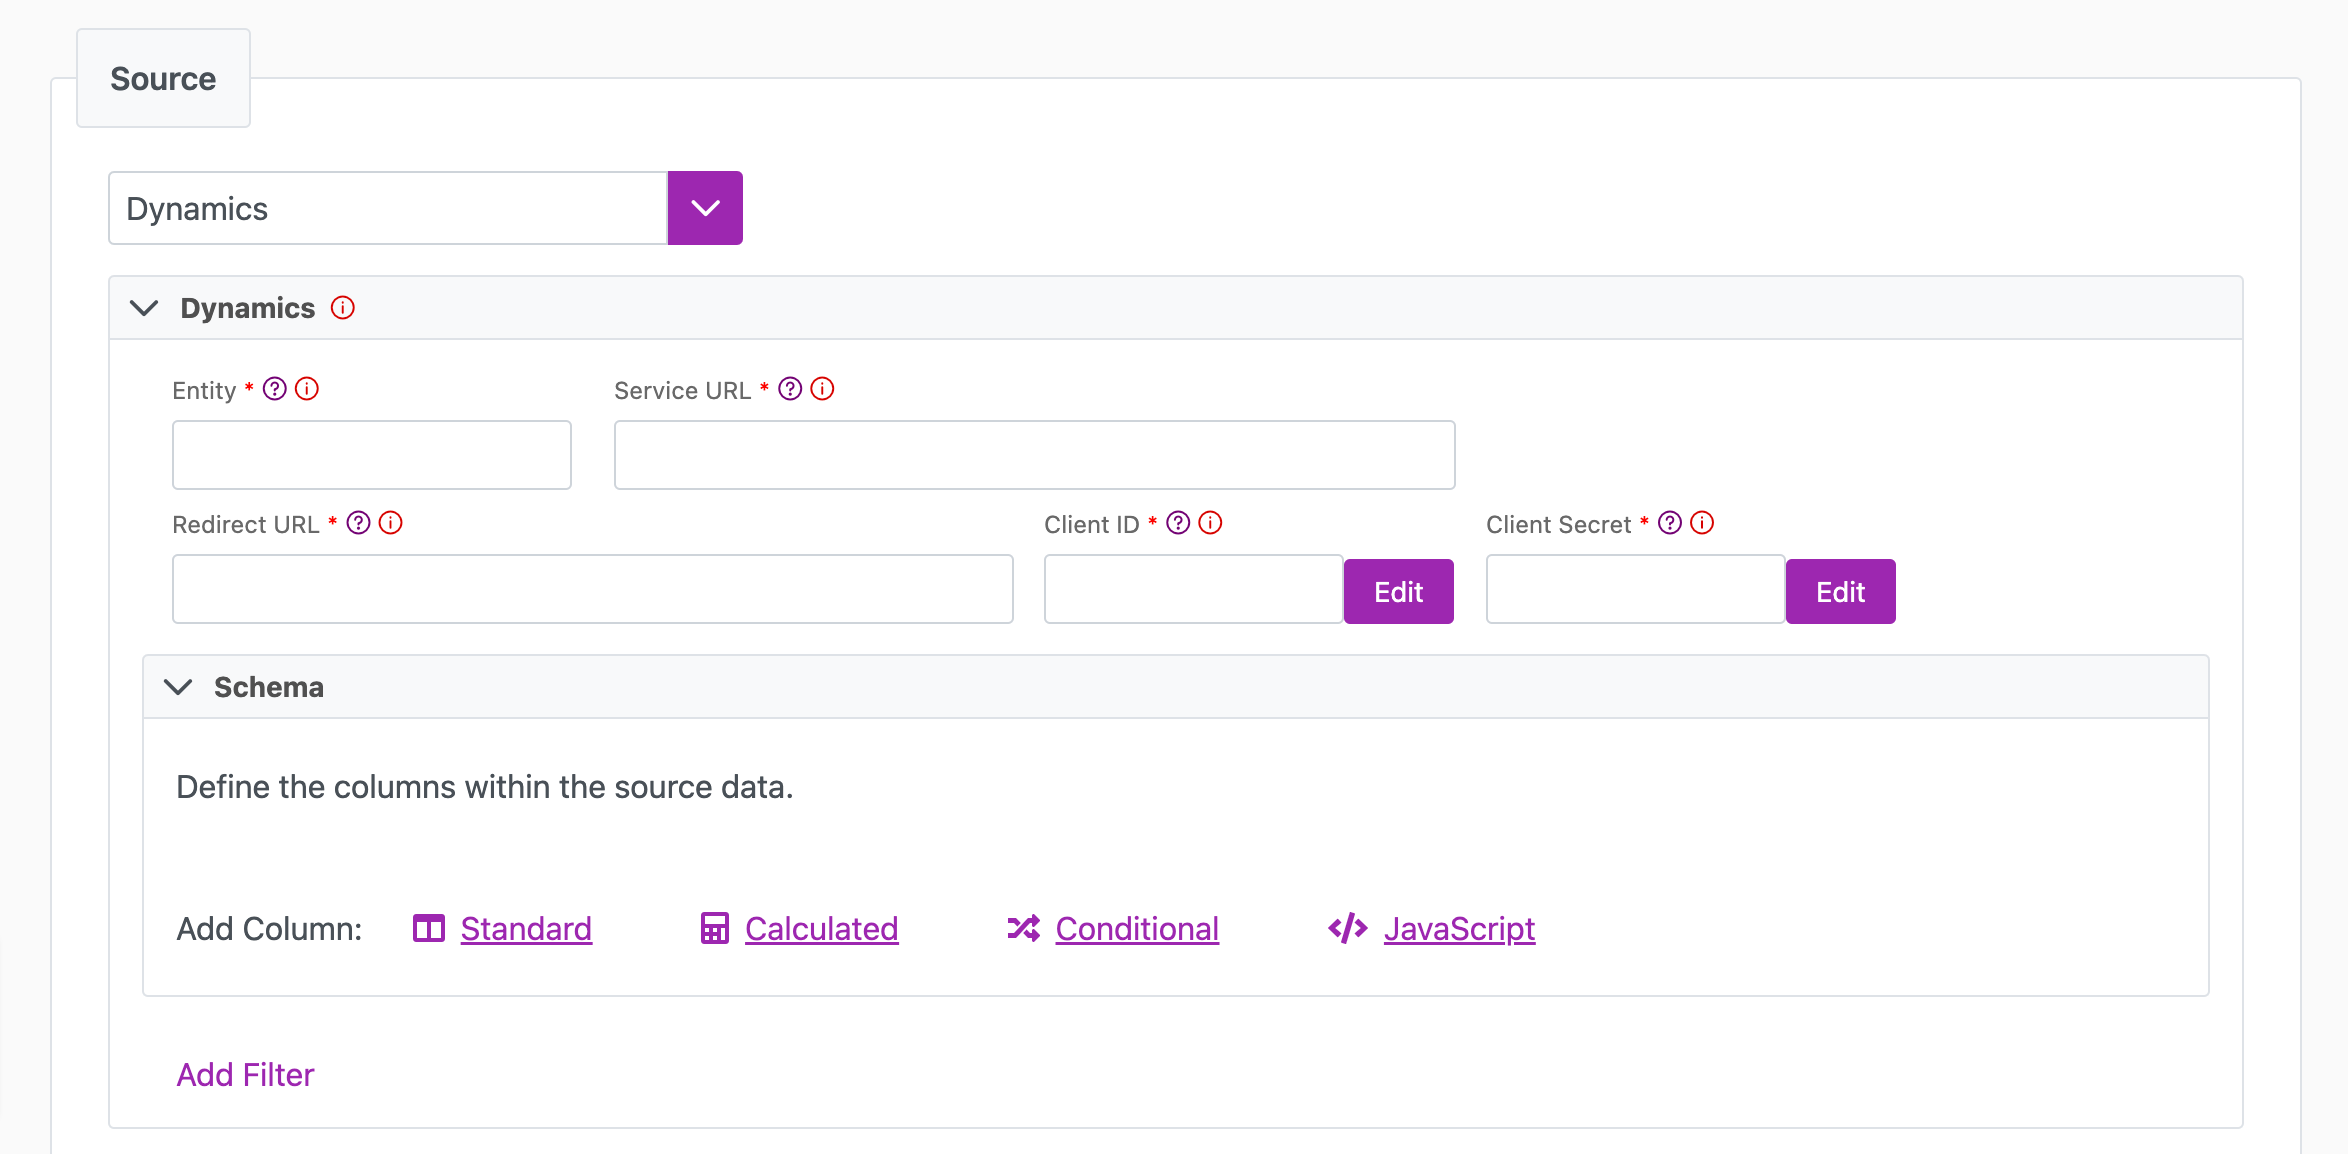 Source
Dynamics
Dynamics
Entity * Service URL *
Redirect URL * Client ID * Client Secret *
Edit Edit
Schema
Define the columns within the source data.
Add Column: Standard Calculated Conditional JavaScript
Add Filter